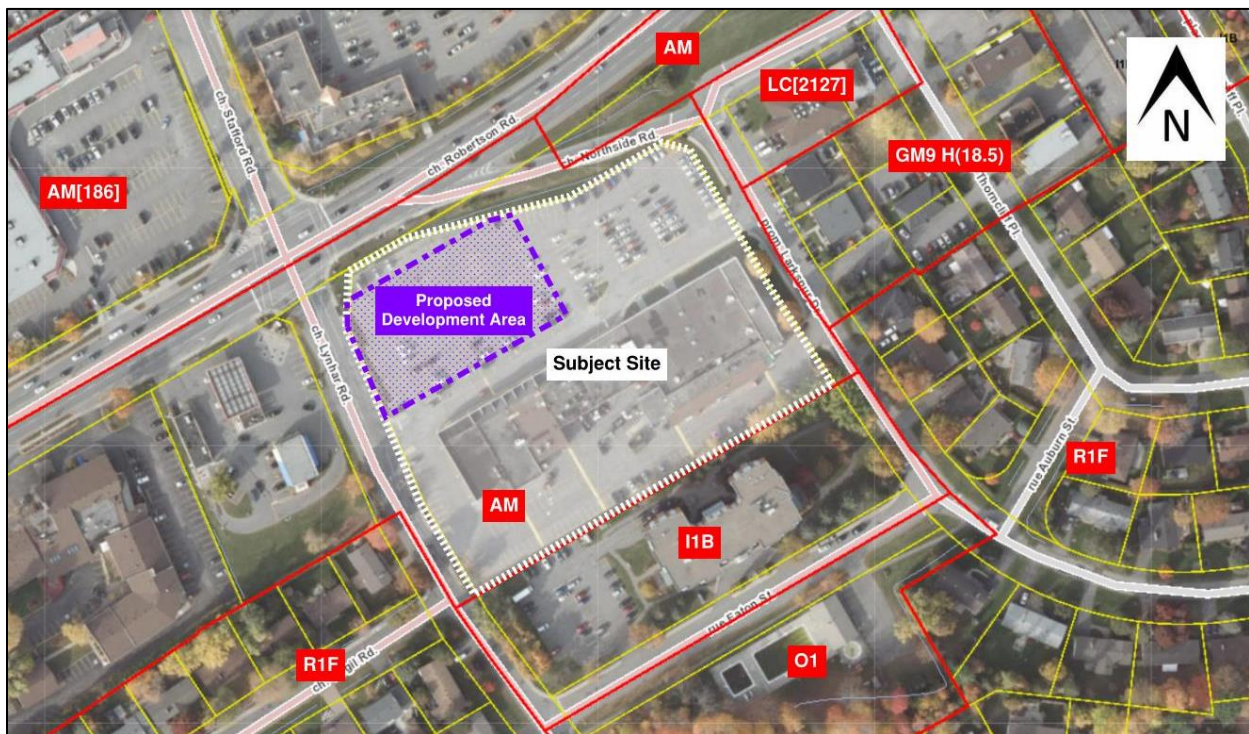 AM
LC[2127]
I1B
N
ch. Stafford Rd.
ch. Robertson Rd.
ch. Northside Rd.
GM9 H(18.5)
AM[186]
Thorncliff Pl.
prom. Larkspur Dr.
Proposed
Development Area
ch. Lynhar Rd.
Subject Site
rue Auburn St.
R1F
AM
I1B
rue Eaton St.
R1F
O1